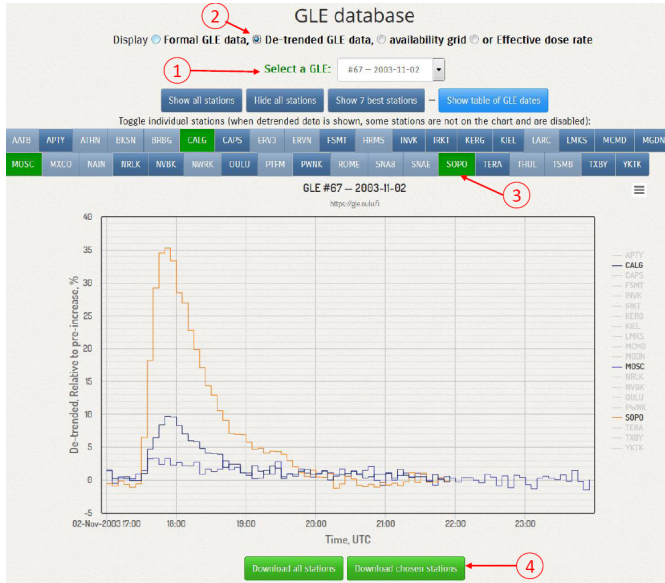 GLE database
2
Display Formal GLE data, De-trended GLE data, availability grid or Effective dose rate
1
Select a GLE: #67 – 2003-11-02
Show all stations Hide all stations Show 7 best stations – Show table of GLE dates
Toggle individual stations (when detrended data is shown, some stations are not on the chart and are disabled):
AATB APTY ATHN BKSN BRBG CALG CAPS ERV3 ERVN FSMT HRMS INVK IRKT KERG KIEL LARC LMKS MCMD MGDN
MOSC MXCO NAIN NRLK NVBK NWRK OULU PTFM PWNK ROME SNAB SNAE SOPO TERA THUL TSMB TXBY YKTK
GLE #67 – 2003-11-02
3
https://gle.oulu.fi
De-trended, Relative to pre-increase, %
40
35
30
25
20
15
10
5
0
-5
02-Nov-2003 17:00 18:00 19:00 20:00 21:00 22:00 23:00
Time, UTC
APTY
CALG
CAPS
FSMT
INVK
IRKT
KERG
KIEL
LMKS
MCMD
MGDN
MOSC
NRLK
NVBK
OULU
PWNK
SOPO
TERA
TXBY
YKTK
Download all stations Download chosen stations
4